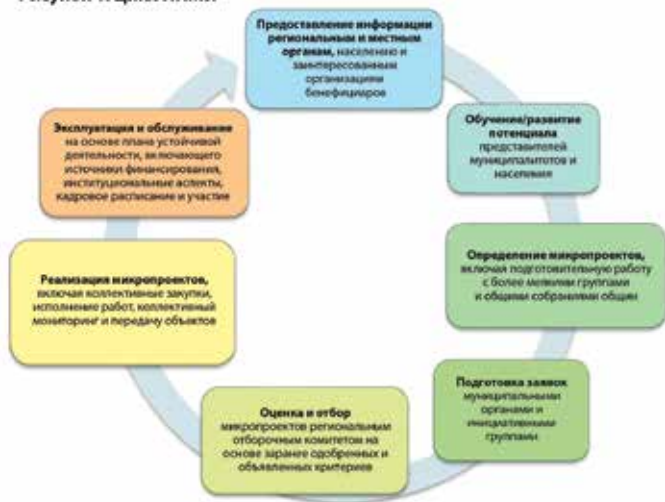 Предоставление информации
региональным и местным
органам, населению и
заинтересованным
организациям
бенефициаров
Обучение/развитие
потенциала
представителей
муниципалитетов и
населения
Определение микропроектов,
включая подготовительную работу
с более мелкими группами
и общими собраниями общин
Подготовка заявок
муниципальными
органами и
инициативными
группами
Оценка и отбор
микропроектов региональным
отборочным комитетом на
основе заранее одобренных и
объявленных критериев
Реализация микропроектов,
включая коллективные закупки,
исполнение работ, коллективный
мониторинг и передачу объектов
Эксплуатация и обслуживание
на основе плана устойчивой
деятельности, включающего
источники финансирования,
институциональные аспекты,
кадровое расписание и участие